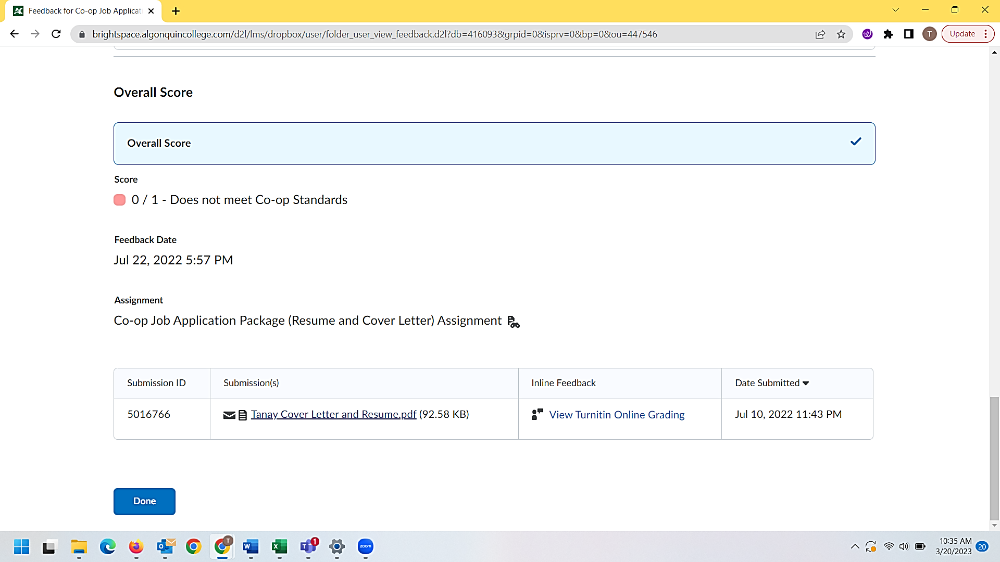 Feedback for Co-op Job Applicat
brightspace.algonquincollege.com/d2l/lms/dropbox/user/folder_user_view_feedback.d2l?db=416093&grpid=0&isprv=0&bp=0&ou=447546
T
Update
Overall Score
Overall Score
Score
0 / 1 - Does not meet Co-op Standards
Feedback Date
Jul 22, 2022 5:57 PM
Assignment
Co-op Job Application Package (Resume and Cover Letter) Assignment
Submission ID
Submission(s)
Inline Feedback
Date Submitted
5016766
Tanay Cover Letter and Resume.pdf (92.58 KB)
View Turnitin Online Grading
Jul 10, 2022 11:43 PM
Done
T
1
zoom
10:35 AM
3/20/2023
20